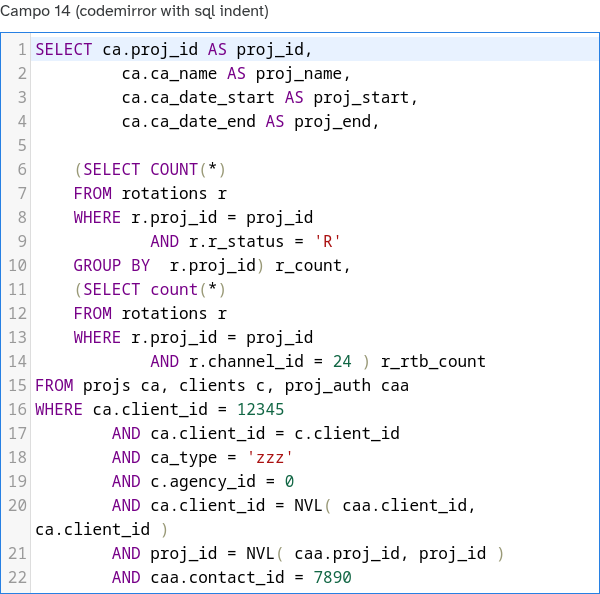 Campo 14 (codemirror with sql indent)
1 SELECT ca.proj_id AS proj_id,
2          ca.ca_name AS proj_name,
3          ca.ca_date_start AS proj_start,
4          ca.ca_date_end AS proj_end,
5
6     (SELECT COUNT(*)
7     FROM rotations r
8     WHERE r.proj_id = proj_id
9             AND r.r_status = 'R'
10     GROUP BY  r.proj_id) r_count,
11     (SELECT count(*)
12     FROM rotations r
13     WHERE r.proj_id = proj_id
14             AND r.channel_id = 24 ) r_rtb_count
15 FROM projs ca, clients c, proj_auth caa
16 WHERE ca.client_id = 12345
17         AND ca.client_id = c.client_id
18         AND ca_type = 'zzz'
19         AND c.agency_id = 0
20         AND ca.client_id = NVL( caa.client_id,
ca.client_id )
21         AND proj_id = NVL( caa.proj_id, proj_id )
22         AND caa.contact_id = 7890